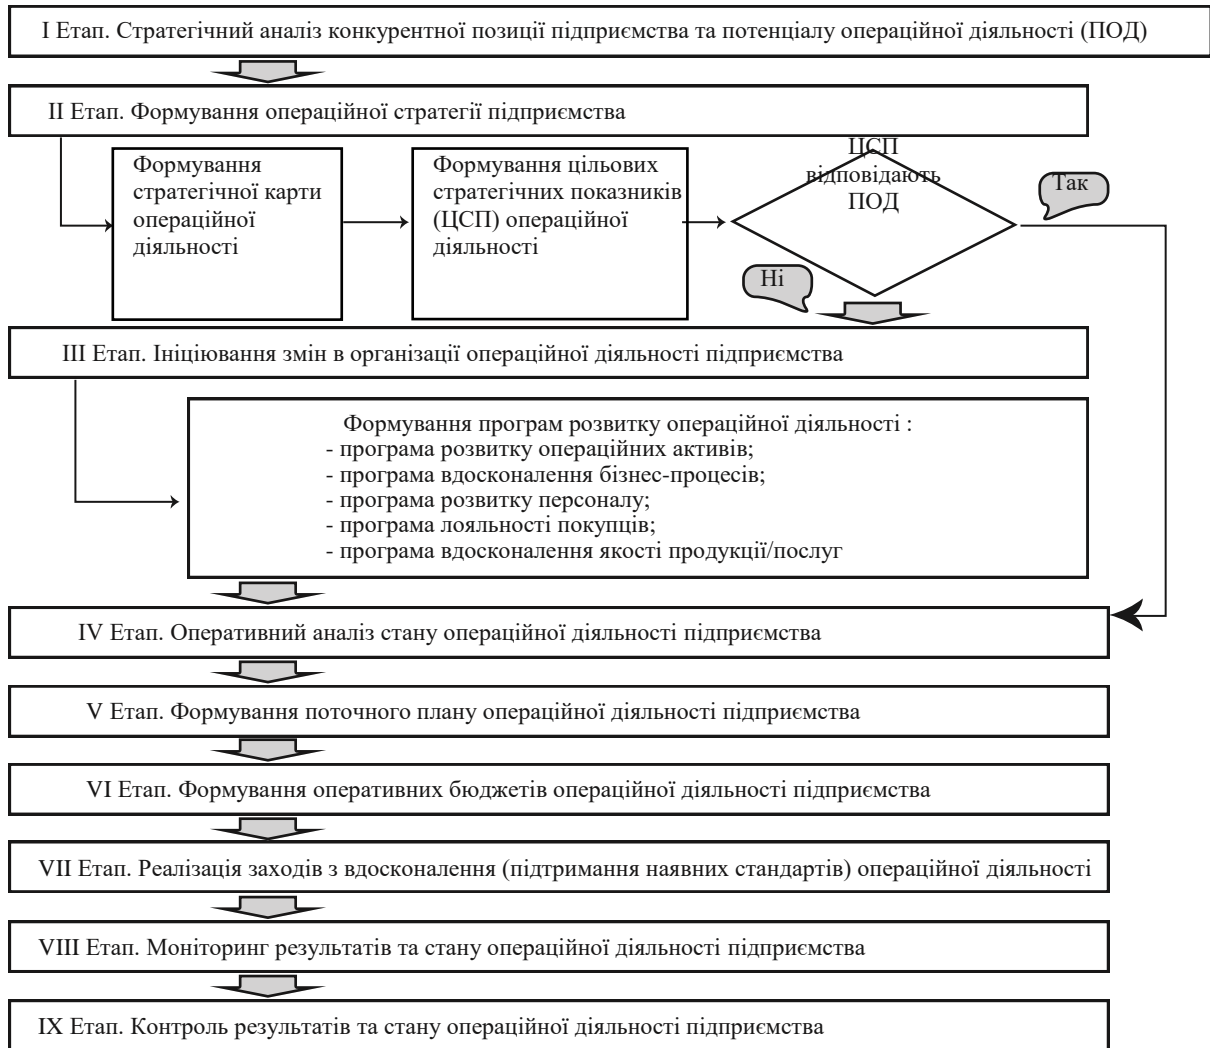 I Етап. Стратегічний аналіз конкурентної позиції підприємства та потенціалу операційної діяльності (ПОД)
II Етап. Формування операційної стратегії підприємства
Формування
стратегічної карти
операційної
діяльності
Формування цільових
стратегічних показників
(ЦСП) операційної
діяльності
ЦСП
відповідають
ПОД
Так
Ні
III Етап. Ініціювання змін в організації операційної діяльності підприємства
Формування програм розвитку операційної діяльності :
- програма розвитку операційних активів;
- програма вдосконалення бізнес-процесів;
- програма розвитку персоналу;
- програма лояльності покупців;
- програма вдосконалення якості продукції/послуг
IV Етап. Оперативний аналіз стану операційної діяльності підприємства
V Етап. Формування поточного плану операційної діяльності підприємства
VI Етап. Формування оперативних бюджетів операційної діяльності підприємства
VII Етап. Реалізація заходів з вдосконалення (підтримання наявних стандартів) операційної діяльності
VIII Етап. Моніторинг результатів та стану операційної діяльності підприємства
IX Етап. Контроль результатів та стану операційної діяльності підприємства